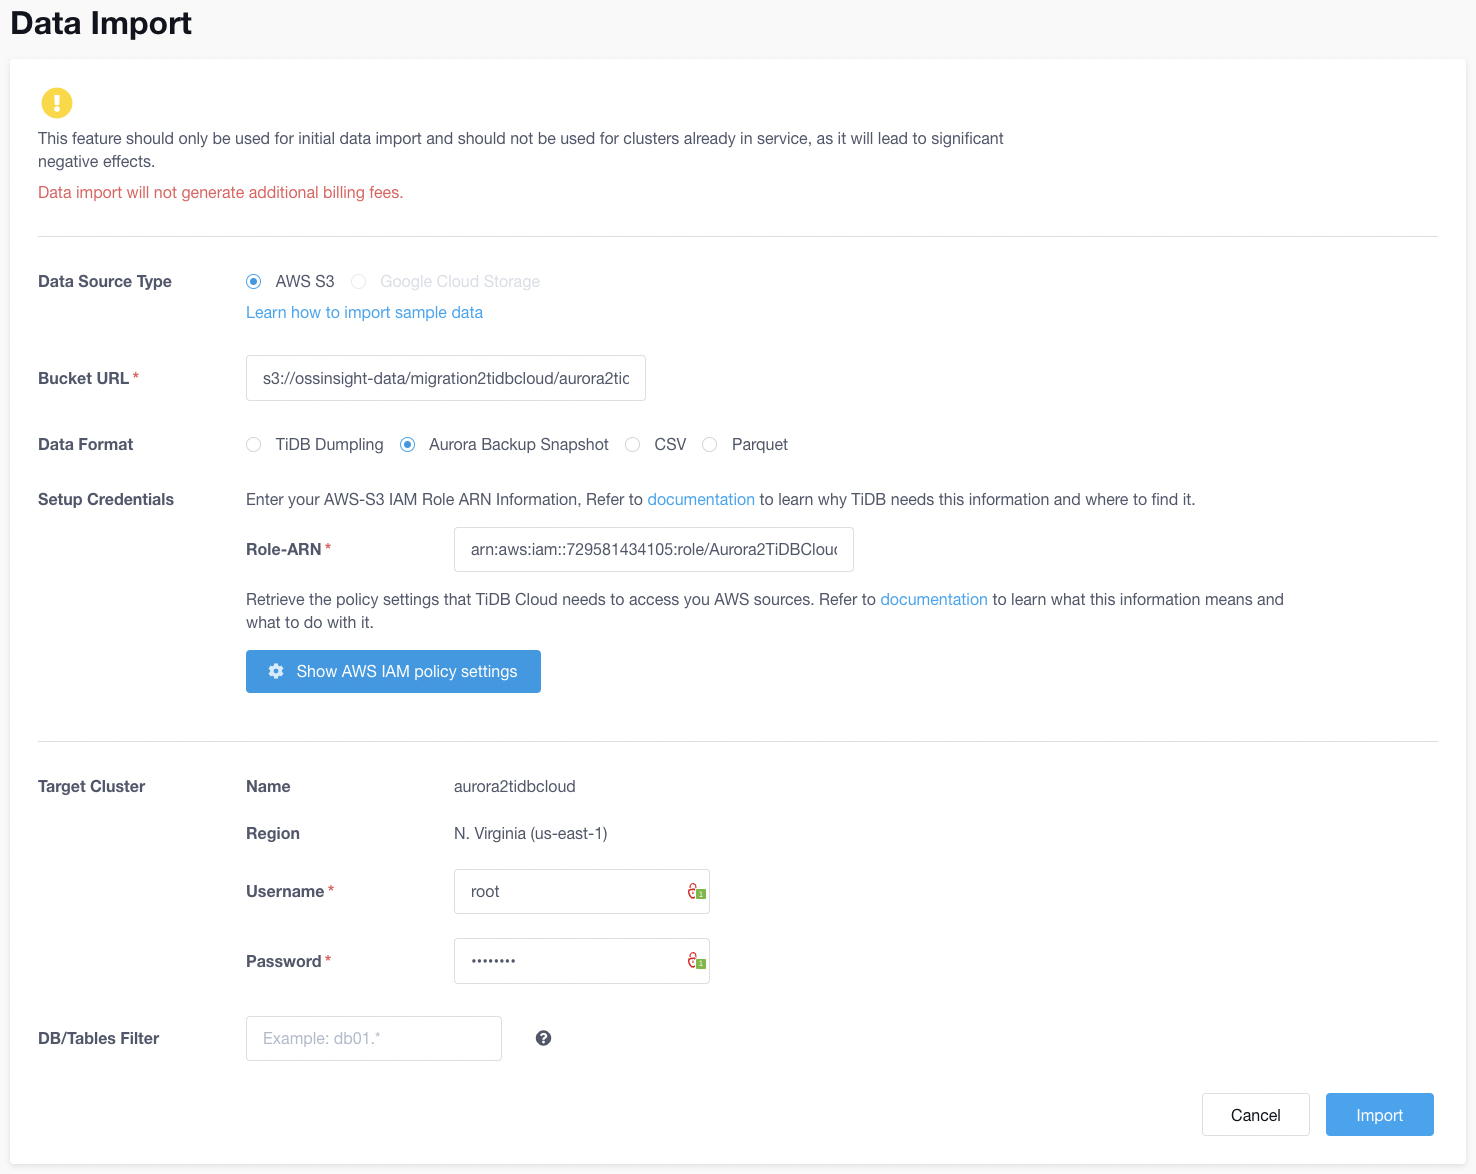 Data Import
This feature should only be used for initial data import and should not be used for clusters already in service, as it will lead to significant
negative effects.
Data import will not generate additional billing fees.
Data Source Type
AWS S3
Google Cloud Storage
Learn how to import sample data
Bucket URL *
s3://ossinsight-data/migration2tidbcloud/aurora2tic
Data Format
TiDB Dumpling
Aurora Backup Snapshot
CSV
Parquet
Setup Credentials
Enter your AWS-S3 IAM Role ARN Information, Refer to documentation to learn why TiDB needs this information and where to find it.
Role-ARN *
arn:aws:iam::729581434105:role/Aurora2TiDBClou
Retrieve the policy settings that TiDB Cloud needs to access you AWS sources. Refer to documentation to learn what this information means and
what to do with it.
Show AWS IAM policy settings
Target Cluster
Name
aurora2tidbcloud
Region
N. Virginia (us-east-1)
Username *
root
1
Password *
••••••••
1
DB/Tables Filter
Example: db01.*
?
Cancel
Import